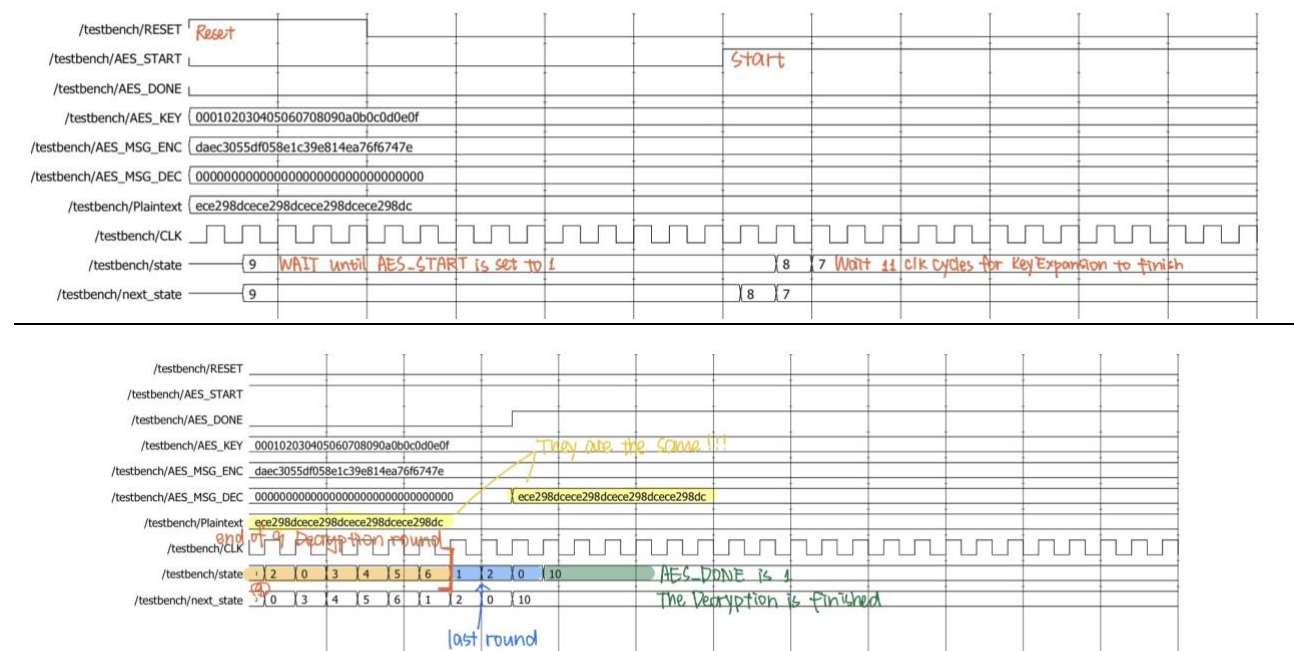 /testbench/RESET Reset
/testbench/AES_START start
/testbench/AES_DONE
/testbench/AES_KEY 000102030405060708090a0b0c0d0e0f
/testbench/AES_MSG_ENC daec3055df058e1c39e814ea76f6747e
/testbench/AES_MSG_DEC 00000000000000000000000000000000
/testbench/Plaintext ece298dcece298dcece298dcece298dc
/testbench/CLK
/testbench/state 9 WAIT until AES_START is set to 1 8 7 Wait 11 clk cycles for KeyExpansion to finish
/testbench/next_state 9 8 7
/testbench/RESET
/testbench/AES_START
/testbench/AES_DONE
/testbench/AES_KEY 000102030405060708090a0b0c0d0e0f They are the same!!!
/testbench/AES_MSG_ENC daec3055df058e1c39e814ea76f6747e
/testbench/AES_MSG_DEC 00000000000000000000000000000000 ece298dcece298dcece298dcece298dc
/testbench/Plaintext ece298dcece298dcece298dcece298dc
end of 9 Decryption round
/testbench/CLK
/testbench/state 1 2 0 3 4 5 6 1 2 0 10 AES_DONE is 1
/testbench/next_state 0 3 4 5 6 1 2 0 10 The Decryption is finished
last round